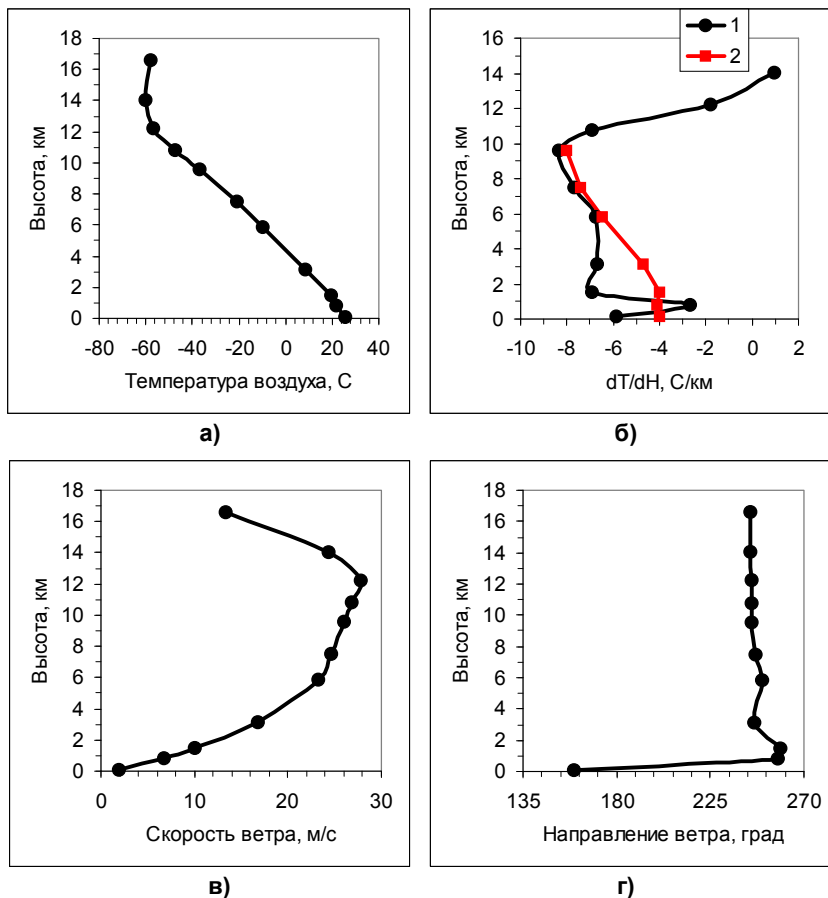 18
16
14
12
10
8
6
4
2
0
Высота, км
-80 -60 -40 -20 0 20 40
Температура воздуха, С
а)
1
2
16
14
12
10
8
6
4
2
0
Высота, км
-10 -8 -6 -4 -2 0 2
dT/dH, С/км
б)
18
16
14
12
10
8
6
4
2
0
Высота, км
0 10 20 30
Скорость ветра, м/с
в)
18
16
14
12
10
8
6
4
2
0
Высота, км
135 180 225 270
Направление ветра, град
г)